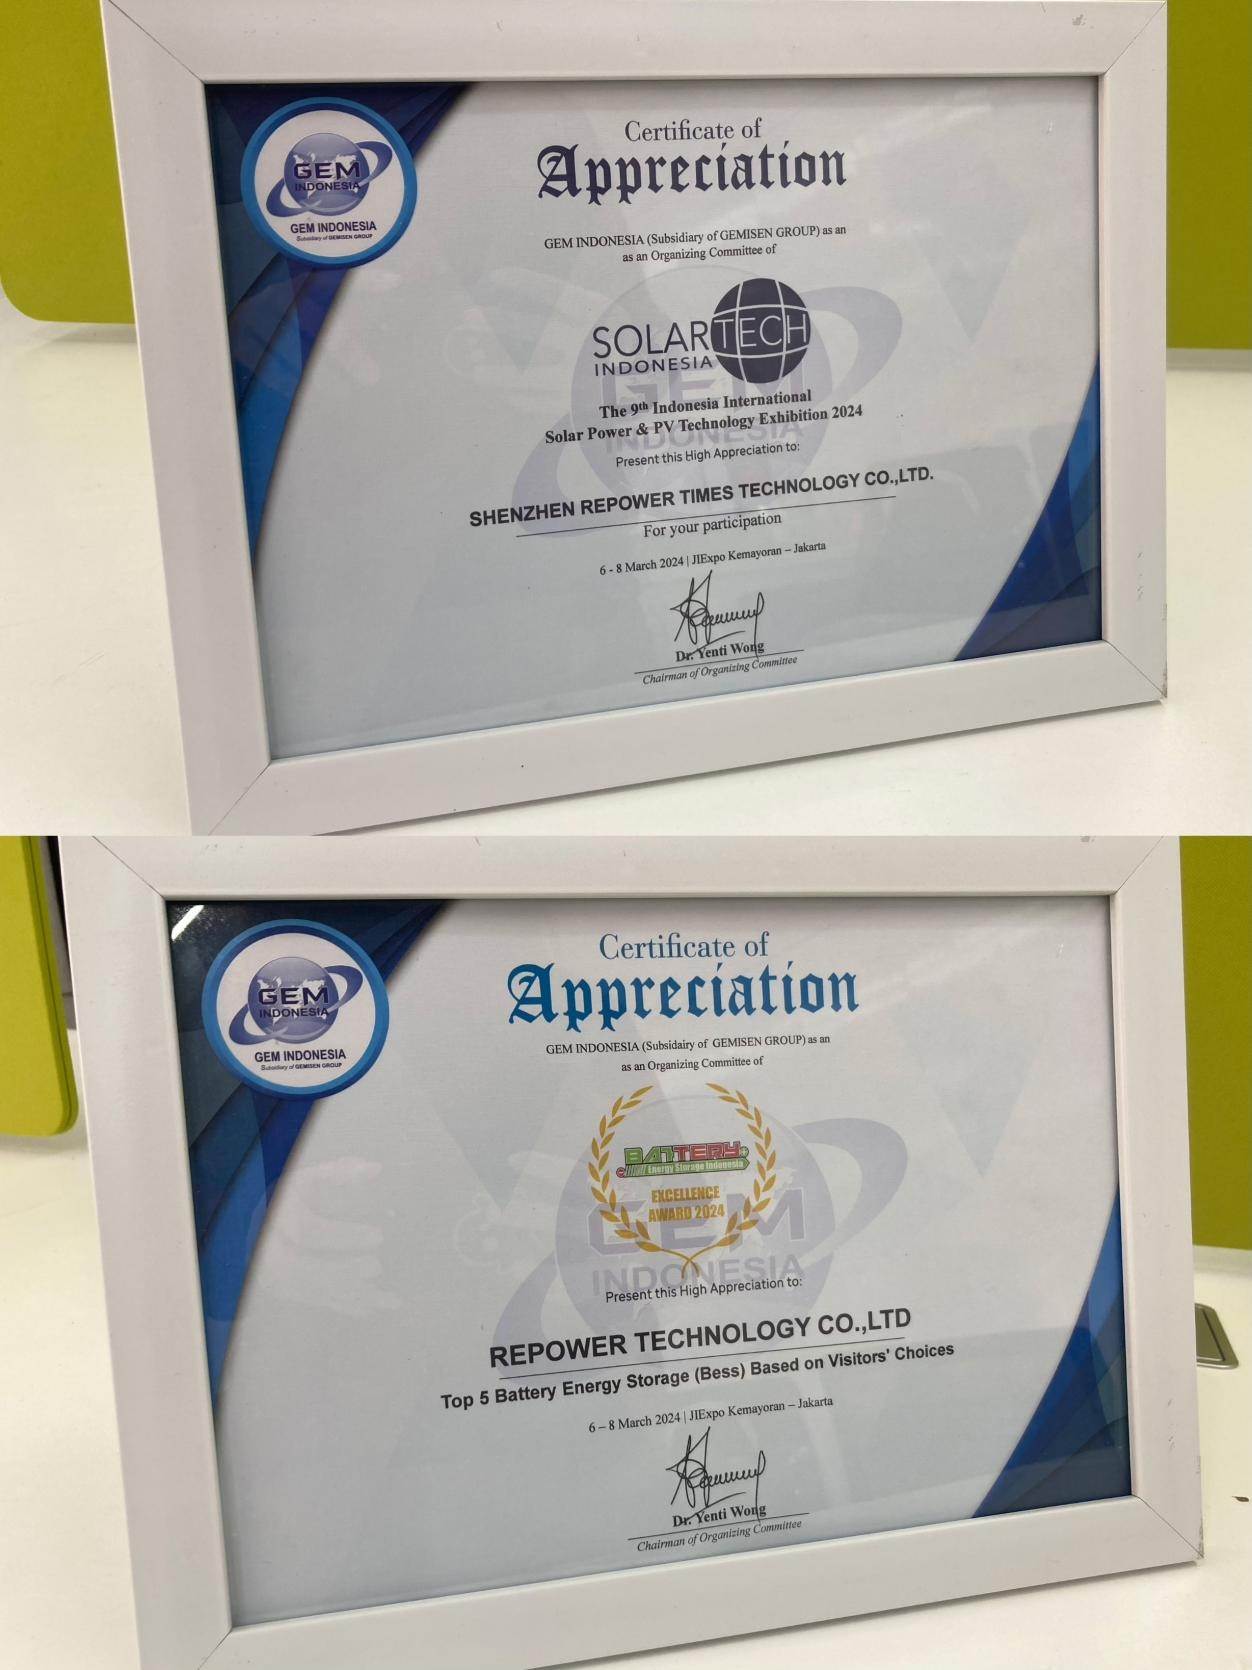 GEM
INDONESIA
GEM INDONESIA
Subsidiary of GEMISEN GROUP
Certificate of
Appreciation
GEM INDONESIA (Subsidiary of GEMISEN GROUP) as an
as an Organizing Committee of
SOLARTECH
INDONESIA
The 9th Indonesia International
Solar Power & PV Technology Exhibition 2024
Present this High Appreciation to:
SHENZHEN REPOWER TIMES TECHNOLOGY CO.,LTD.
For your participation
6 - 8 March 2024 | JIExpo Kemayoran – Jakarta
Dr. Yenti Wong
Chairman of Organizing Committee
GEM
INDONESIA
GEM INDONESIA
Subsidiary of GEMISEN GROUP
Certificate of
Appreciation
GEM INDONESIA (Subsidairy of GEMISEN GROUP) as an
as an Organizing Committee of
BATTERY
Energy Storage Indonesia
EXCELLENCE
AWARD 2024
GEM
INDONESIA
Present this High Appreciation to:
REPOWER TECHNOLOGY CO.,LTD
Top 5 Battery Energy Storage (Bess) Based on Visitors' Choices
6 – 8 March 2024 | JIExpo Kemayoran – Jakarta
Dr. Yenti Wong
Chairman of Organizing Committee